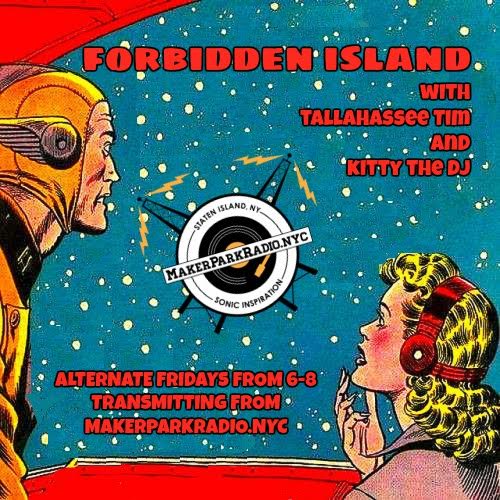 FORBIDDEN ISLAND
WITH
TALLAHASSEE TIM
AND
KITTY THE DJ
STATEN ISLAND, NY
MAKERPARKRADIO.NYC
SONIC INSPIRATION
ALTERNATE FRIDAYS FROM 6-8
TRANSMITTING FROM
MAKERPARKRADIO.NYC